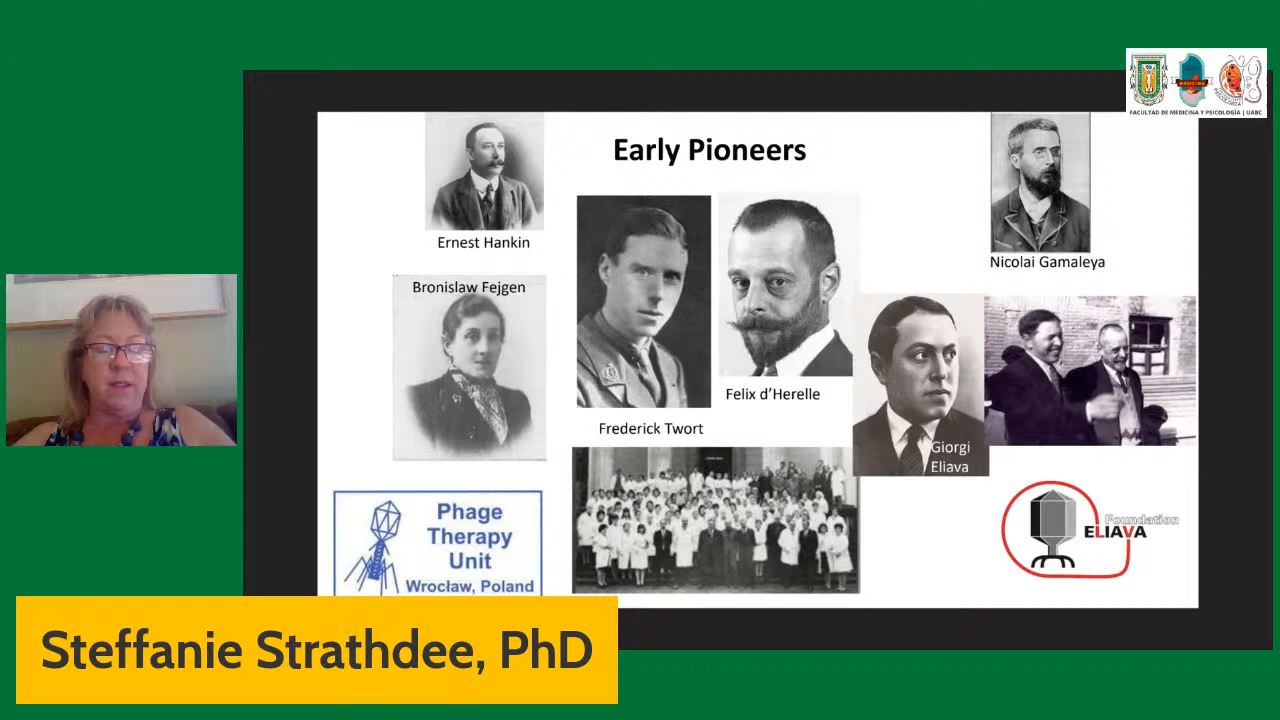 FACULTAD DE MEDICINA Y PSICOLOGÍA | UABC
Early Pioneers
Ernest Hankin
Nicolai Gamaleya
Bronislaw Fejgen
Felix d’Herelle
Frederick Twort
Giorgi
Eliava
Phage
Therapy
Unit
Wrocław, Poland
Foundation
ELIAVA
Steffanie Strathdee, PhD